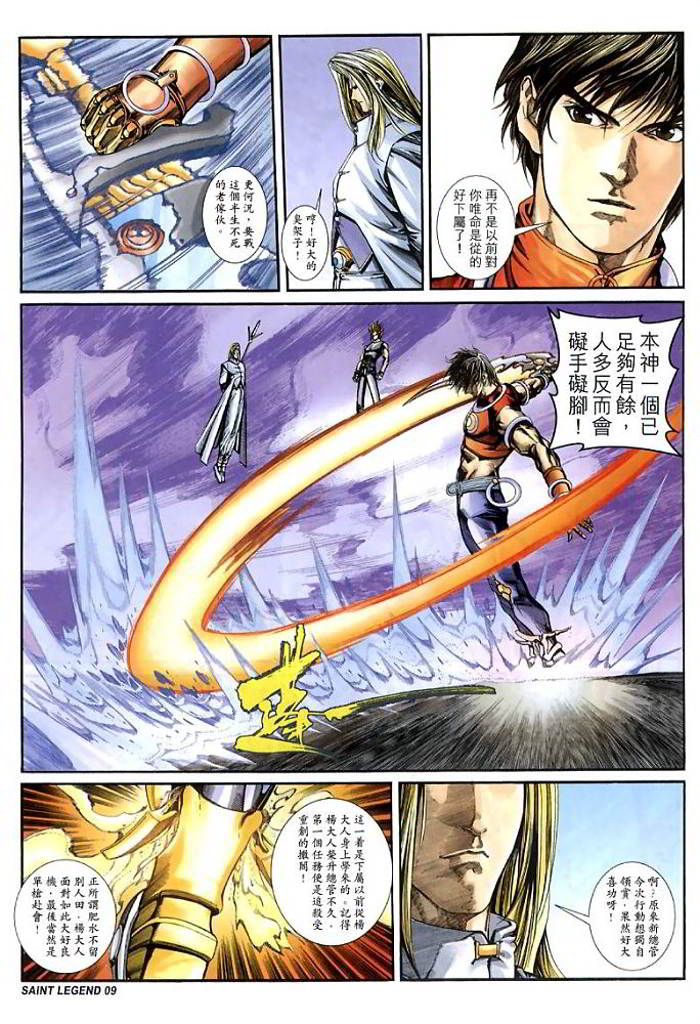 再不是以前對
你唯命是從的
好下屬了！
哼！好大的
臭架子！
更何況，要戰
這個半生不死
的老傢伙。
本神一個已
足夠有餘，
人多反而會
礙手礙腳！
啊？原來新總管
今次行動想獨自
領賞，果然好大
喜功呀！
這一着是下屬以前從楊
大人身上學來的。記得
楊大人榮升總管不久，
第一個任務便是追殺受
重創的撒閻！
正所謂肥水不留
別人田，楊大人
面對如此大好良
機，最後當然是
單槍赴會！
SAINT LEGEND 09